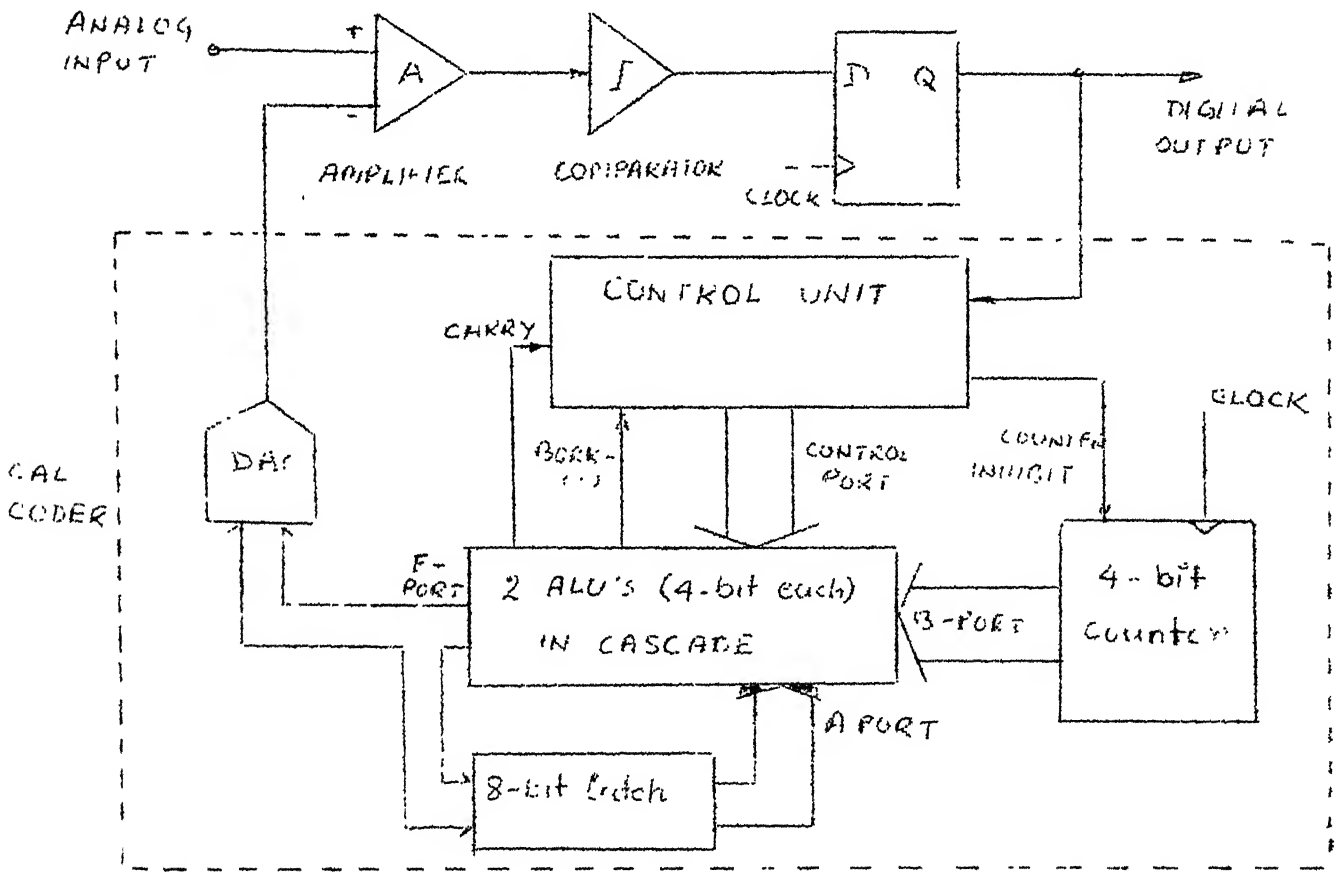 ANALOG
INPUT
+
-
A
AMPLIFIER
COMPARATOR
D Q
CLOCK
DIGITAL
OUTPUT
CONTROL UNIT
CARRY
CONTROL
PORT
COUNTER
INHIBIT
CLOCK
DAC
CAL
CODER
F-
PORT
2 ALU'S (4-bit each)
IN CASCADE
B-PORT
4-bit
Counter
A PORT
8-bit Latch